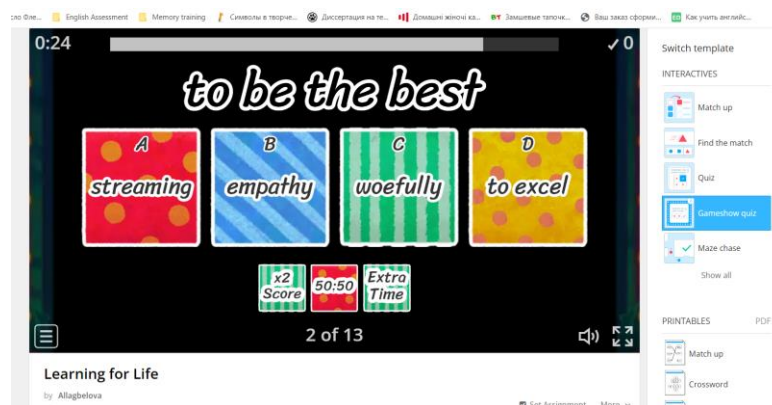 сло Фле... English Assessment Memory training Символы в творче... Диссертация на те... Домашні жіночі ка... Замшевые тапочк... Ваш заказ сформи... Как учить английс...
0:24 ✓0
to be the best
A B C D
streaming empathy woefully to excel
x2 Score 50:50 Extra Time
2 of 13
Learning for Life
by Allagbelova
Set Assignment More
Switch template
INTERACTIVES
Match up
Find the match
Quiz
Gameshow quiz
Maze chase
Show all
PRINTABLES PDF
Match up
Crossword